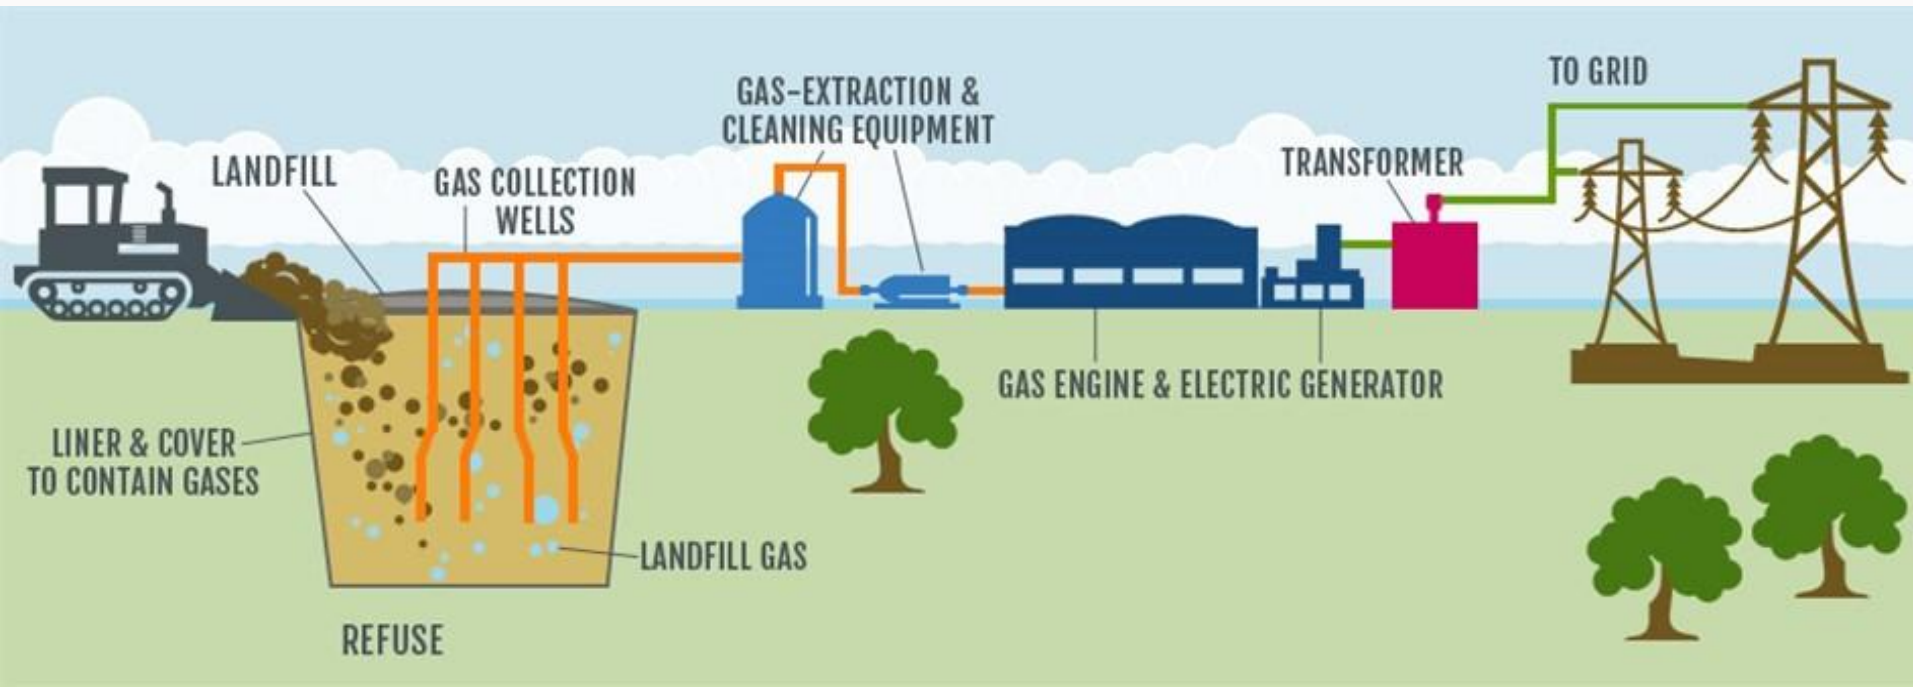 LANDFILL
GAS COLLECTION
WELLS
GAS-EXTRACTION &
CLEANING EQUIPMENT
TRANSFORMER
TO GRID
GAS ENGINE & ELECTRIC GENERATOR
LINER & COVER
TO CONTAIN GASES
LANDFILL GAS
REFUSE